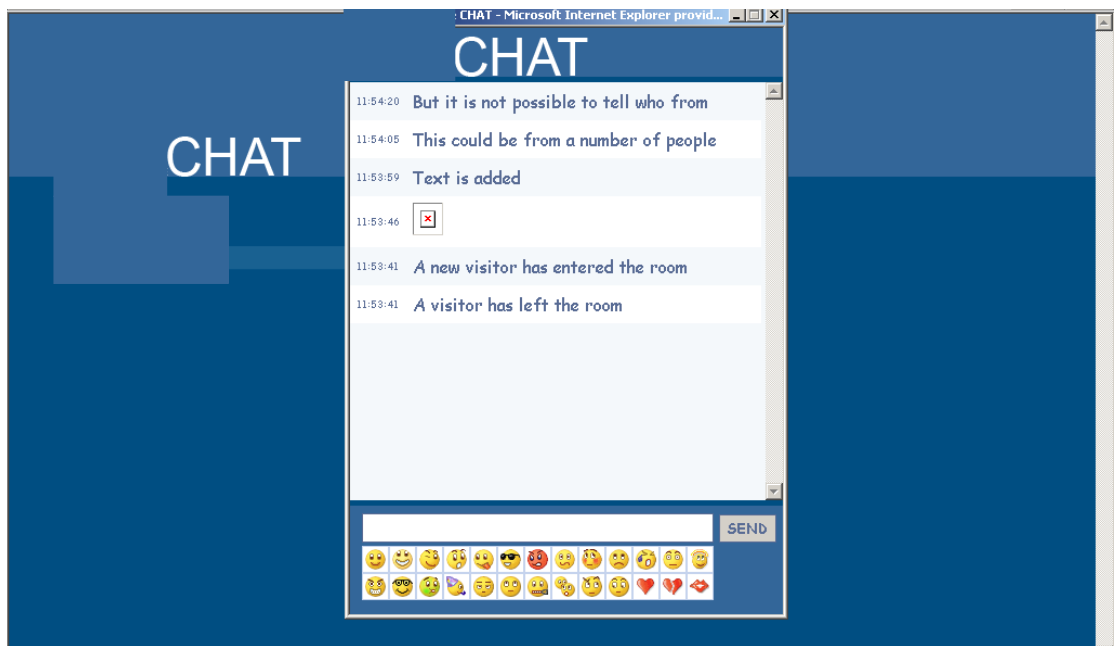 : CHAT - Microsoft Internet Explorer provid...
CHAT
CHAT
11:54:20 But it is not possible to tell who from
11:54:05 This could be from a number of people
11:53:59 Text is added
11:53:46
11:53:41 A new visitor has entered the room
11:53:41 A visitor has left the room
SEND